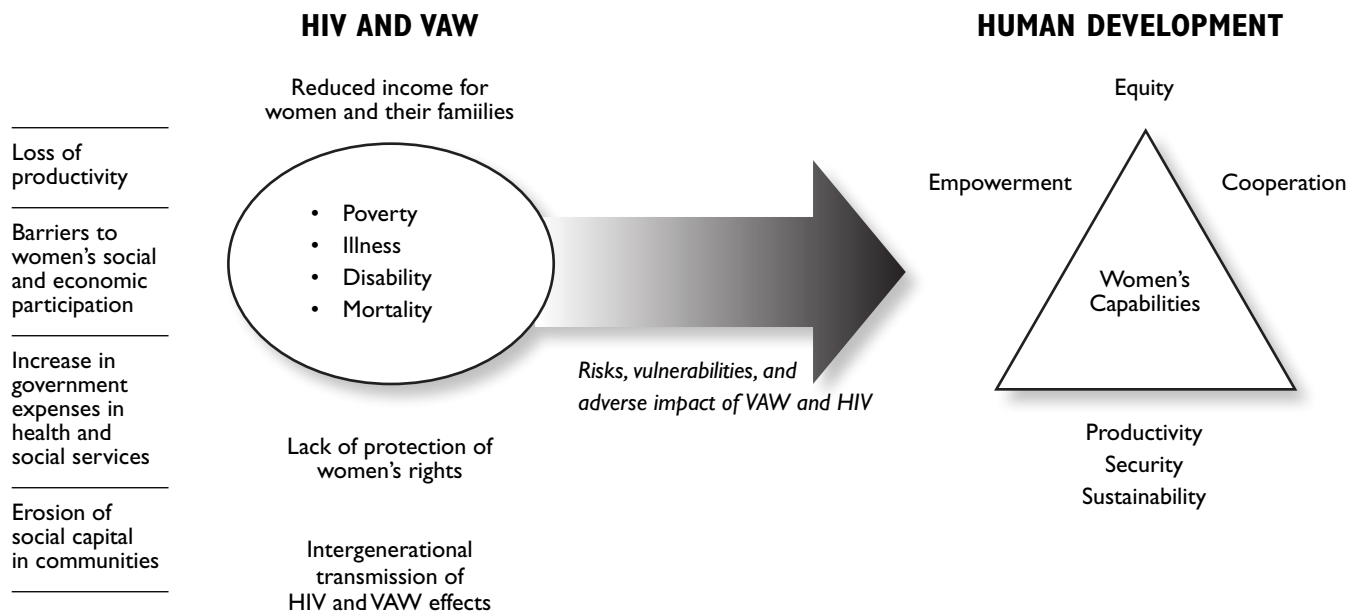 HIV AND VAW
HUMAN DEVELOPMENT
Loss of
productivity
Barriers to
women's social
and economic
participation
Increase in
government
expenses in
health and
social services
Erosion of
social capital
in communities
Reduced income for
women and their famiilies
• Poverty
• Illness
• Disability
• Mortality
Lack of protection of
women's rights
Intergenerational
transmission of
HIV and VAW effects
Risks, vulnerabilities, and
adverse impact of VAW and HIV
Equity
Empowerment
Cooperation
Women's
Capabilities
Productivity
Security
Sustainability